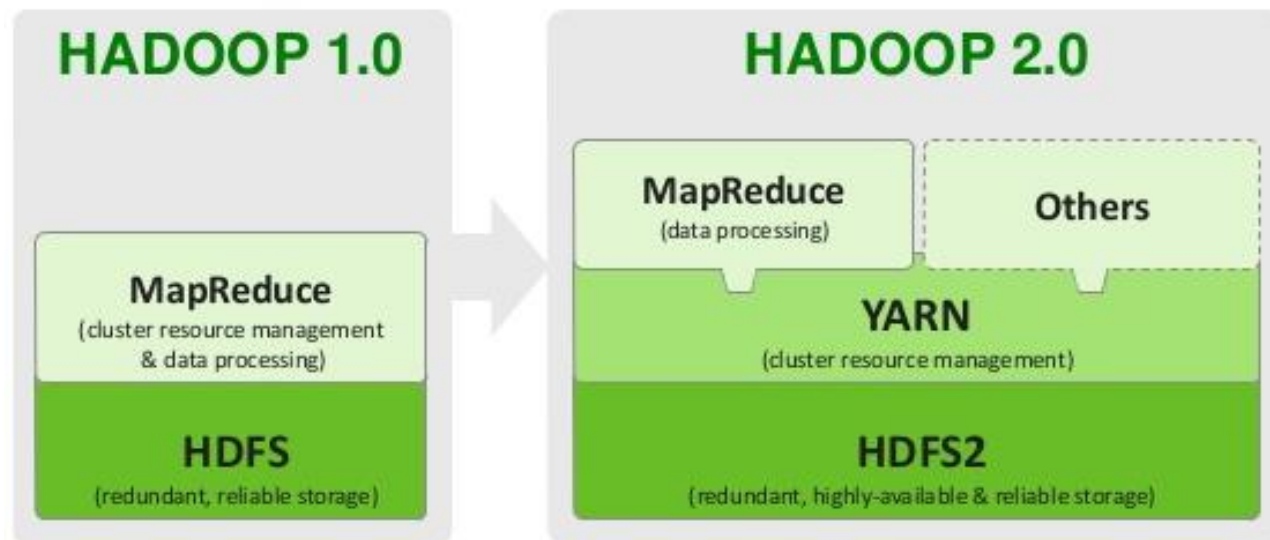 HADOOP 1.0
MapReduce
(cluster resource management
& data processing)
HDFS
(redundant, reliable storage)
HADOOP 2.0
MapReduce
(data processing)
Others
YARN
(cluster resource management)
HDFS2
(redundant, highly-available & reliable storage)